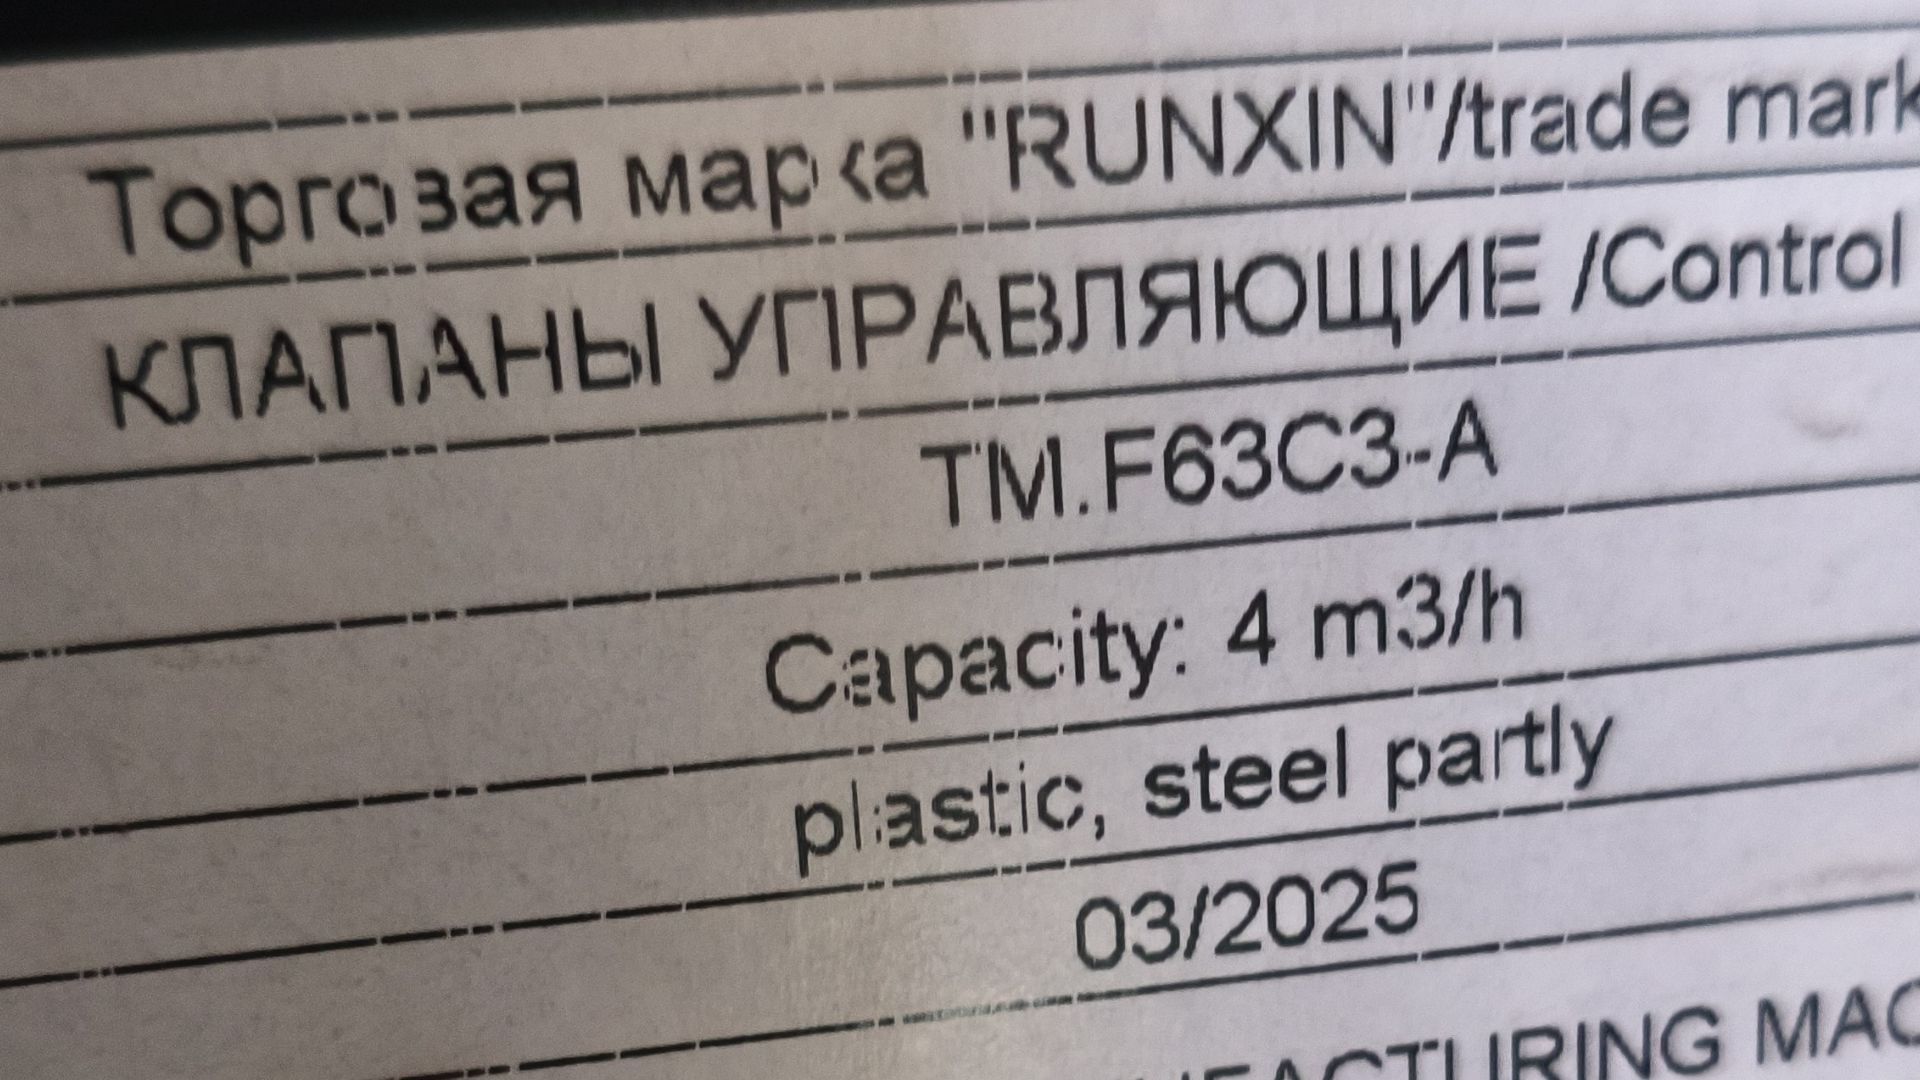 Торговая марка "RUNXIN"/trade mark
КЛАПАНЫ УПРАВЛЯЮЩИЕ /Control
TM.F63C3-A
Capacity: 4 m3/h
plastic, steel partly
03/2025